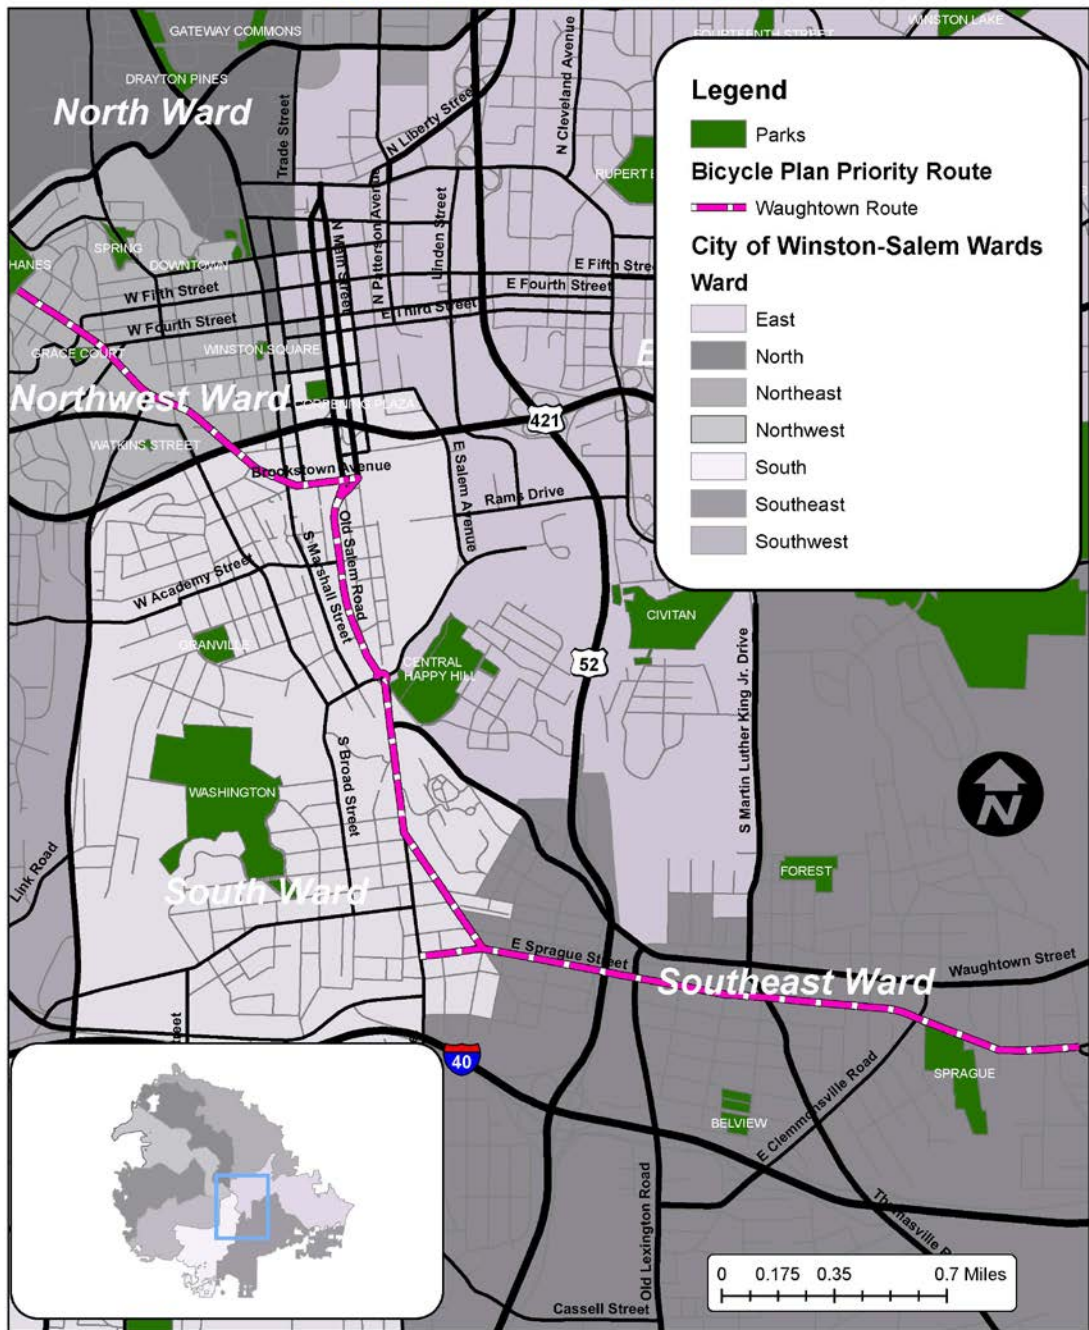 GATEWAY COMMONS
WINSTON LAKE
FOURTEENTH STREET
DRAYTON PINES
North Ward
Trade Street
N Liberty Street
N Cleveland Avenue
Legend
Parks
Bicycle Plan Priority Route
Waughtown Route
City of Winston-Salem Wards
Ward
East
North
Northeast
Northwest
South
Southeast
Southwest
RUPERT
N Patterson Avenue
Linden Street
N Main Street
SPRING
DOWNTOWN
HANES
W Fifth Street
E Fifth Stre
E Fourth Street
E Third Street
W Fourth Street
WINSTON SQUARE
GRACE COURT
E
Northwest Ward
CORPENING PLAZA
421
WATKINS STREET
Brookstown Avenue
E Salem Avenue
Rams Drive
Old Salem Road
S Marshall Street
W Academy Street
GRANVILLE
CENTRAL
HAPPY HILL
CIVITAN
52
S Martin Luther King Jr. Drive
S Broad Street
WASHINGTON
N
Link Road
FOREST
South Ward
E Sprague Street
Southeast Ward
Waughtown Street
treet
40
SPRAGUE
BELVIEW
E Clemmonsville Road
Old Lexington Road
Thomasville R
Cassell Street
0 0.175 0.35 0.7 Miles